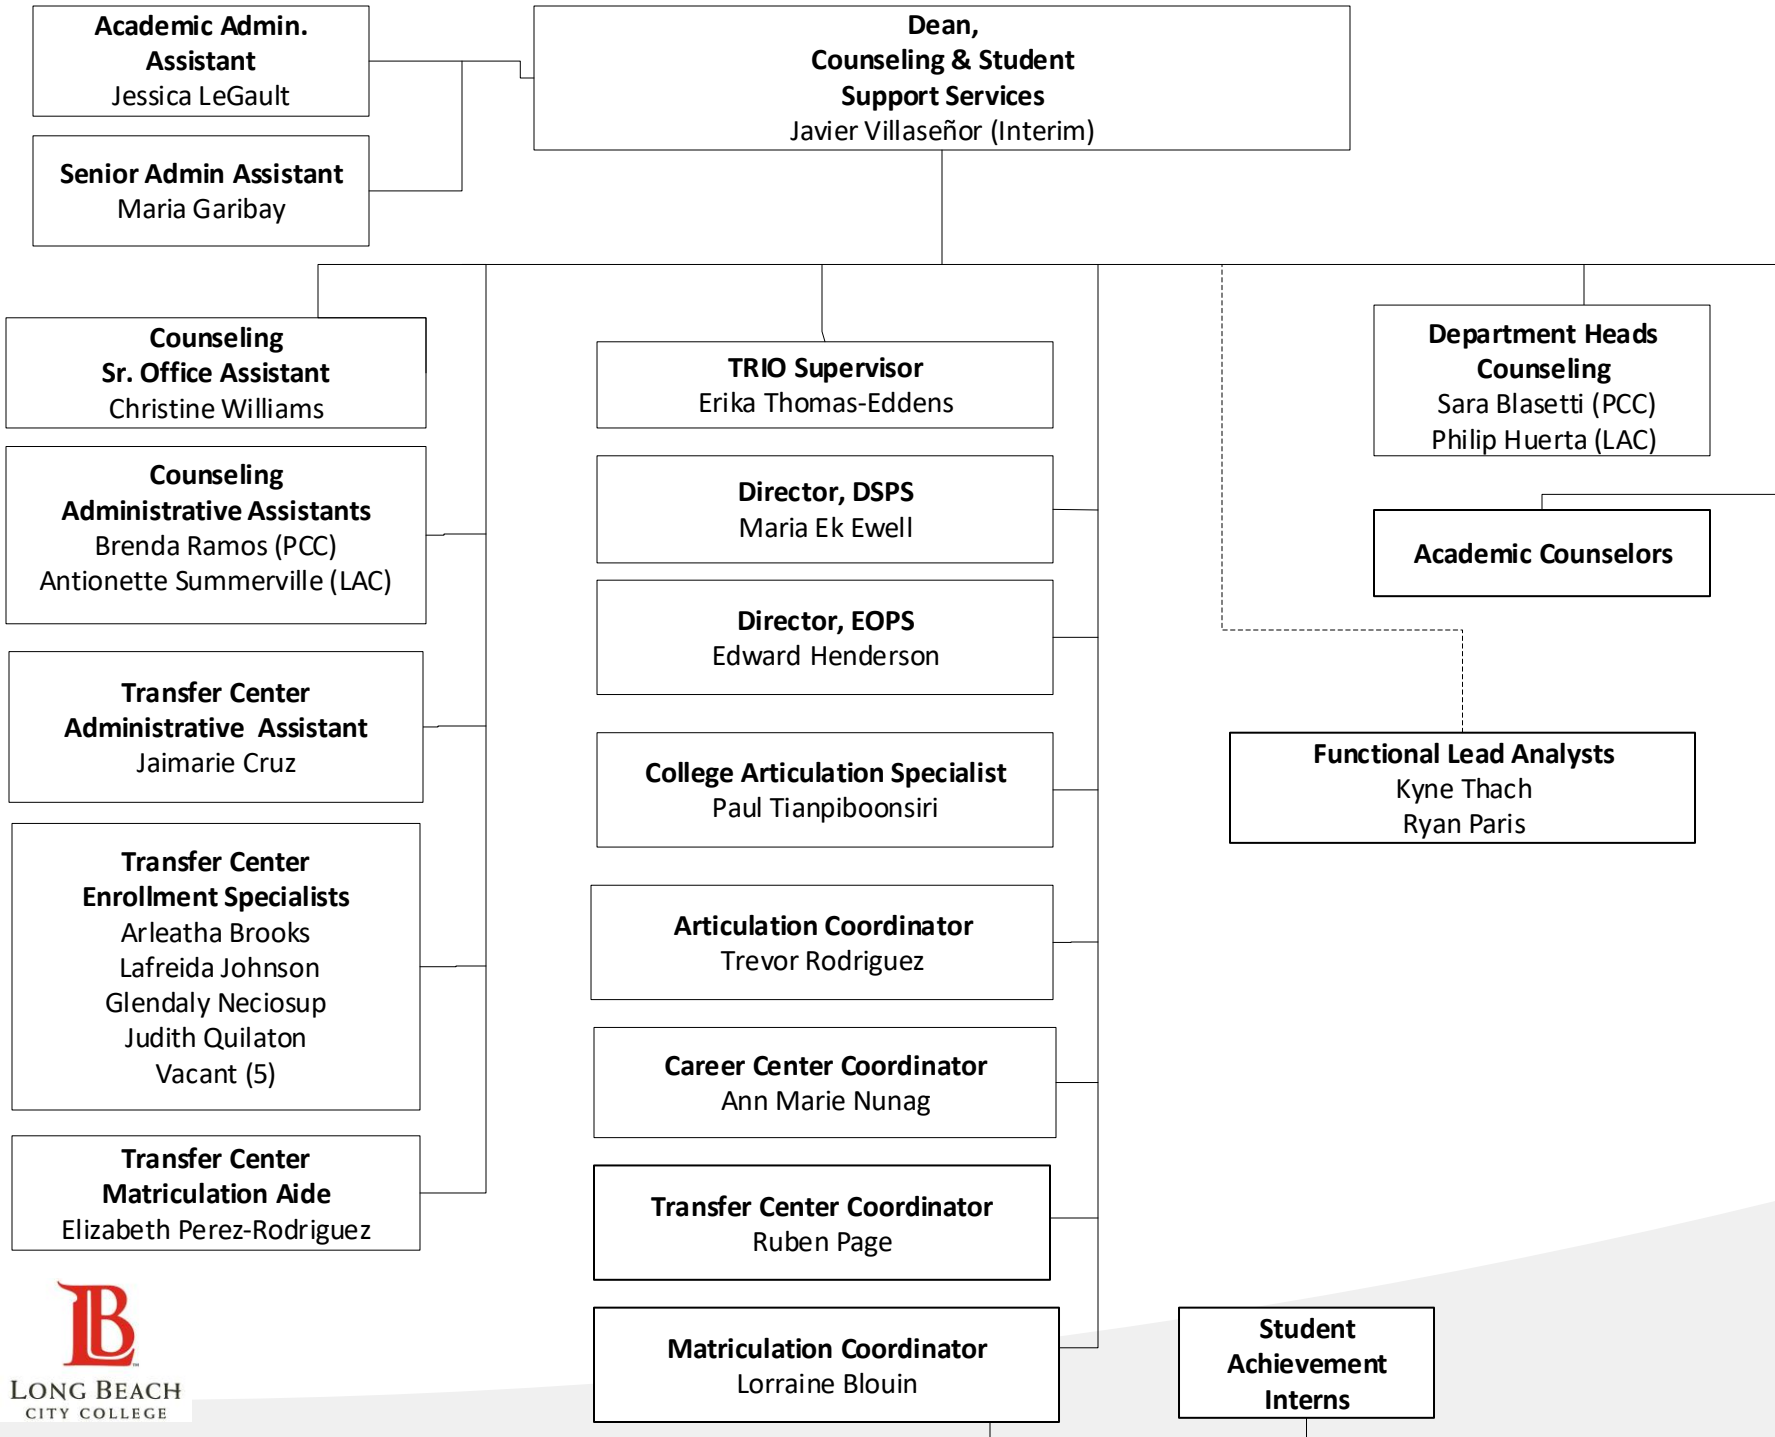 Academic Admin.
Assistant
Jessica LeGault
Dean,
Counseling & Student
Support Services
Javier Villaseñor (Interim)
Senior Admin Assistant
Maria Garibay
Counseling
Sr. Office Assistant
Christine Williams
Counseling
Administrative Assistants
Brenda Ramos (PCC)
Antionette Summerville (LAC)
Transfer Center
Administrative Assistant
Jaimarie Cruz
Transfer Center
Enrollment Specialists
Arleatha Brooks
Lafreida Johnson
Glendaly Neciosup
Judith Quilaton
Vacant (5)
Transfer Center
Matriculation Aide
Elizabeth Perez-Rodriguez
TRIO Supervisor
Erika Thomas-Eddens
Director, DSPS
Maria Ek Ewell
Director, EOPS
Edward Henderson
College Articulation Specialist
Paul Tianpiboonsiri
Articulation Coordinator
Trevor Rodriguez
Career Center Coordinator
Ann Marie Nunag
Transfer Center Coordinator
Ruben Page
Matriculation Coordinator
Lorraine Blouin
Department Heads
Counseling
Sara Blasetti (PCC)
Philip Huerta (LAC)
Academic Counselors
Functional Lead Analysts
Kyne Thach
Ryan Paris
Student
Achievement
Interns
LB
LONG BEACH
CITY COLLEGE